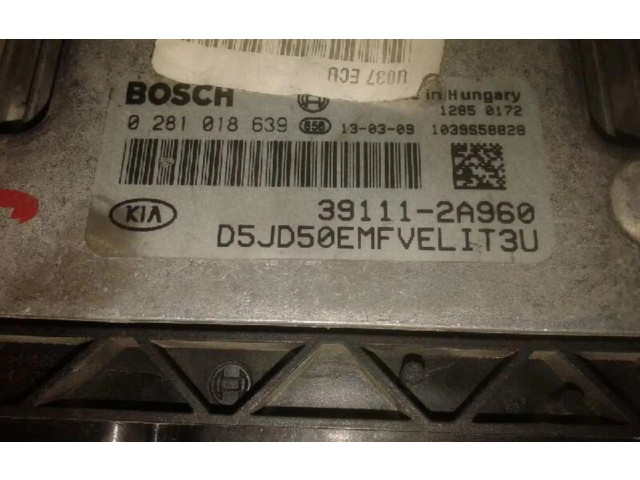 U037 ECU
BOSCH
in Hungary
1285 0172
0 281 018 639 656 13-03-09 1039S58828
KIA
39111-2A960
D5JD50EMFVELIT3U